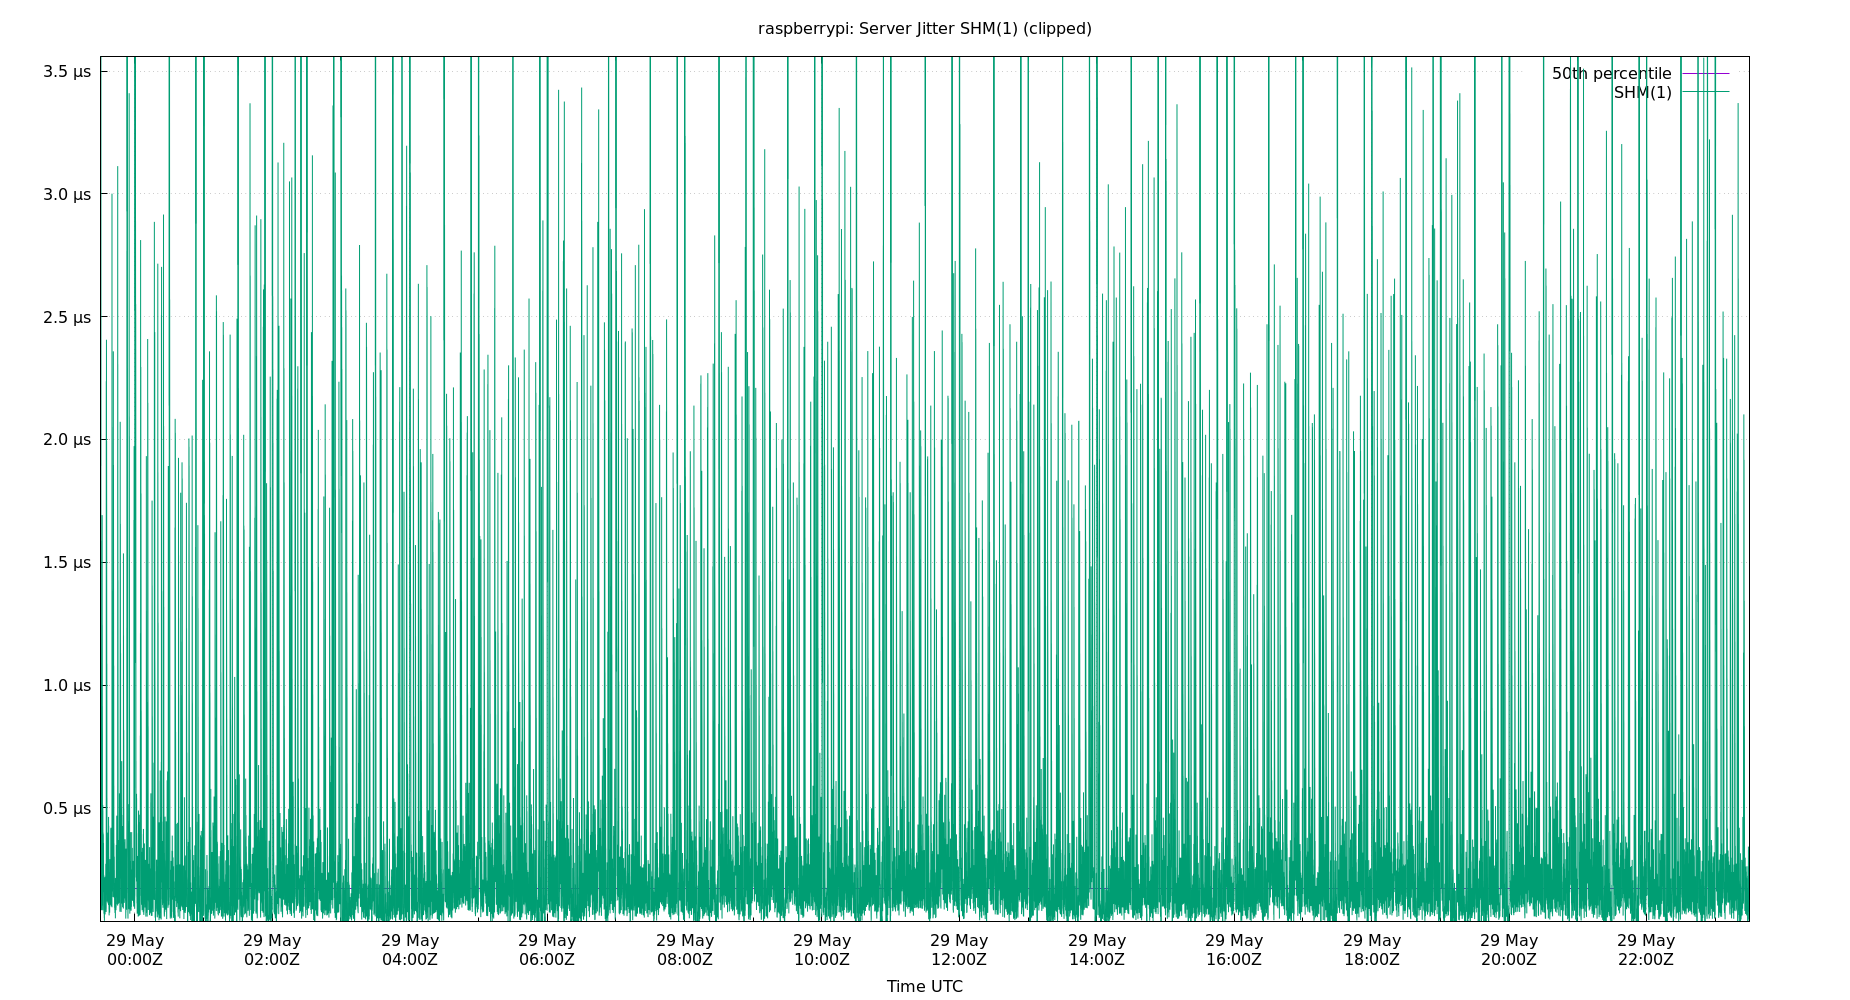 raspberrypi: Server Jitter SHM(1) (clipped)
3.5 µs
3.0 µs
2.5 µs
2.0 µs
1.5 µs
1.0 µs
0.5 µs
50th percentile
SHM(1)
29 May 29 May 29 May 29 May 29 May 29 May 29 May 29 May 29 May 29 May 29 May 29 May
00:00Z 02:00Z 04:00Z 06:00Z 08:00Z 10:00Z 12:00Z 14:00Z 16:00Z 18:00Z 20:00Z 22:00Z
Time UTC